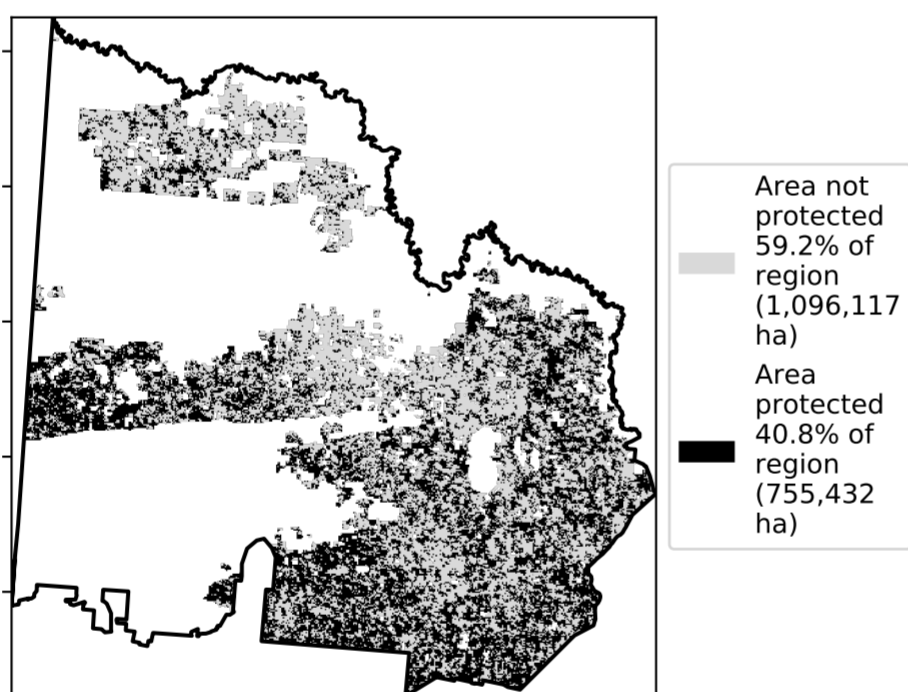 Area not
protected
59.2% of
region
(1,096,117
ha)
Area
protected
40.8% of
region
(755,432
ha)